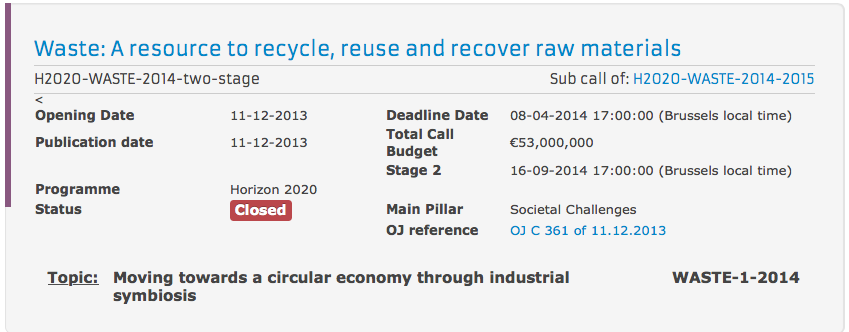 Waste: A resource to recycle, reuse and recover raw materials
H2020-WASTE-2014-two-stage Sub call of: H2020-WASTE-2014-2015
<
Opening Date 11-12-2013 Deadline Date 08-04-2014 17:00:00 (Brussels local time)
Publication date 11-12-2013 Total Call Budget €53,000,000
Stage 2 16-09-2014 17:00:00 (Brussels local time)
Programme Horizon 2020
Status Closed Main Pillar Societal Challenges
OJ reference OJ C 361 of 11.12.2013
Topic: Moving towards a circular economy through industrial WASTE-1-2014
symbiosis